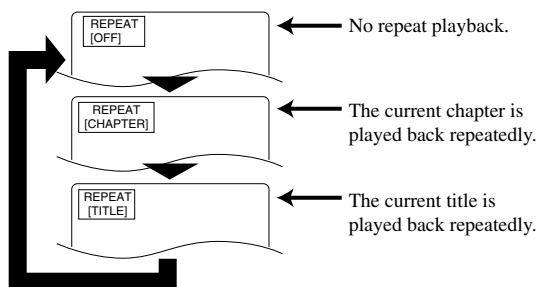 REPEAT
[OFF]
No repeat playback.
REPEAT
[CHAPTER]
The current chapter is
played back repeatedly.
REPEAT
[TITLE]
The current title is
played back repeatedly.